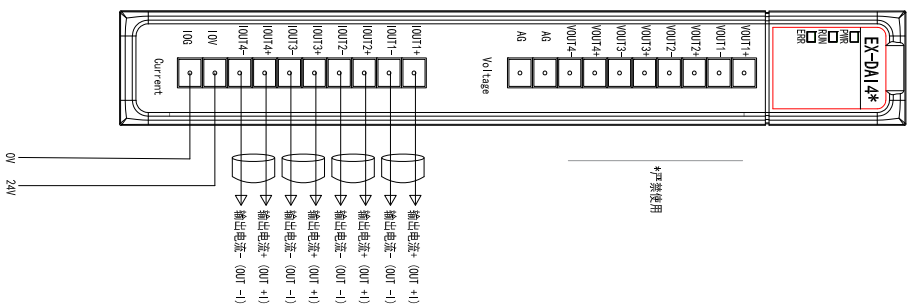 EX-DAI4*
PWR
RUN
ERR
VOUT1+
VOUT1-
VOUT2+
VOUT2-
VOUT3+
VOUT3-
VOUT4+
VOUT4-
AG
AG
Voltage
IOUT1+
IOUT1-
IOUT2+
IOUT2-
IOUT3+
IOUT3-
IOUT4+
IOUT4-
IOV
IOG
Current
*严禁使用
输出电流+ (OUT +I)
输出电流- (OUT -I)
输出电流+ (OUT +I)
输出电流- (OUT -I)
输出电流+ (OUT +I)
输出电流- (OUT -I)
输出电流+ (OUT +I)
输出电流- (OUT -I)
24V
0V